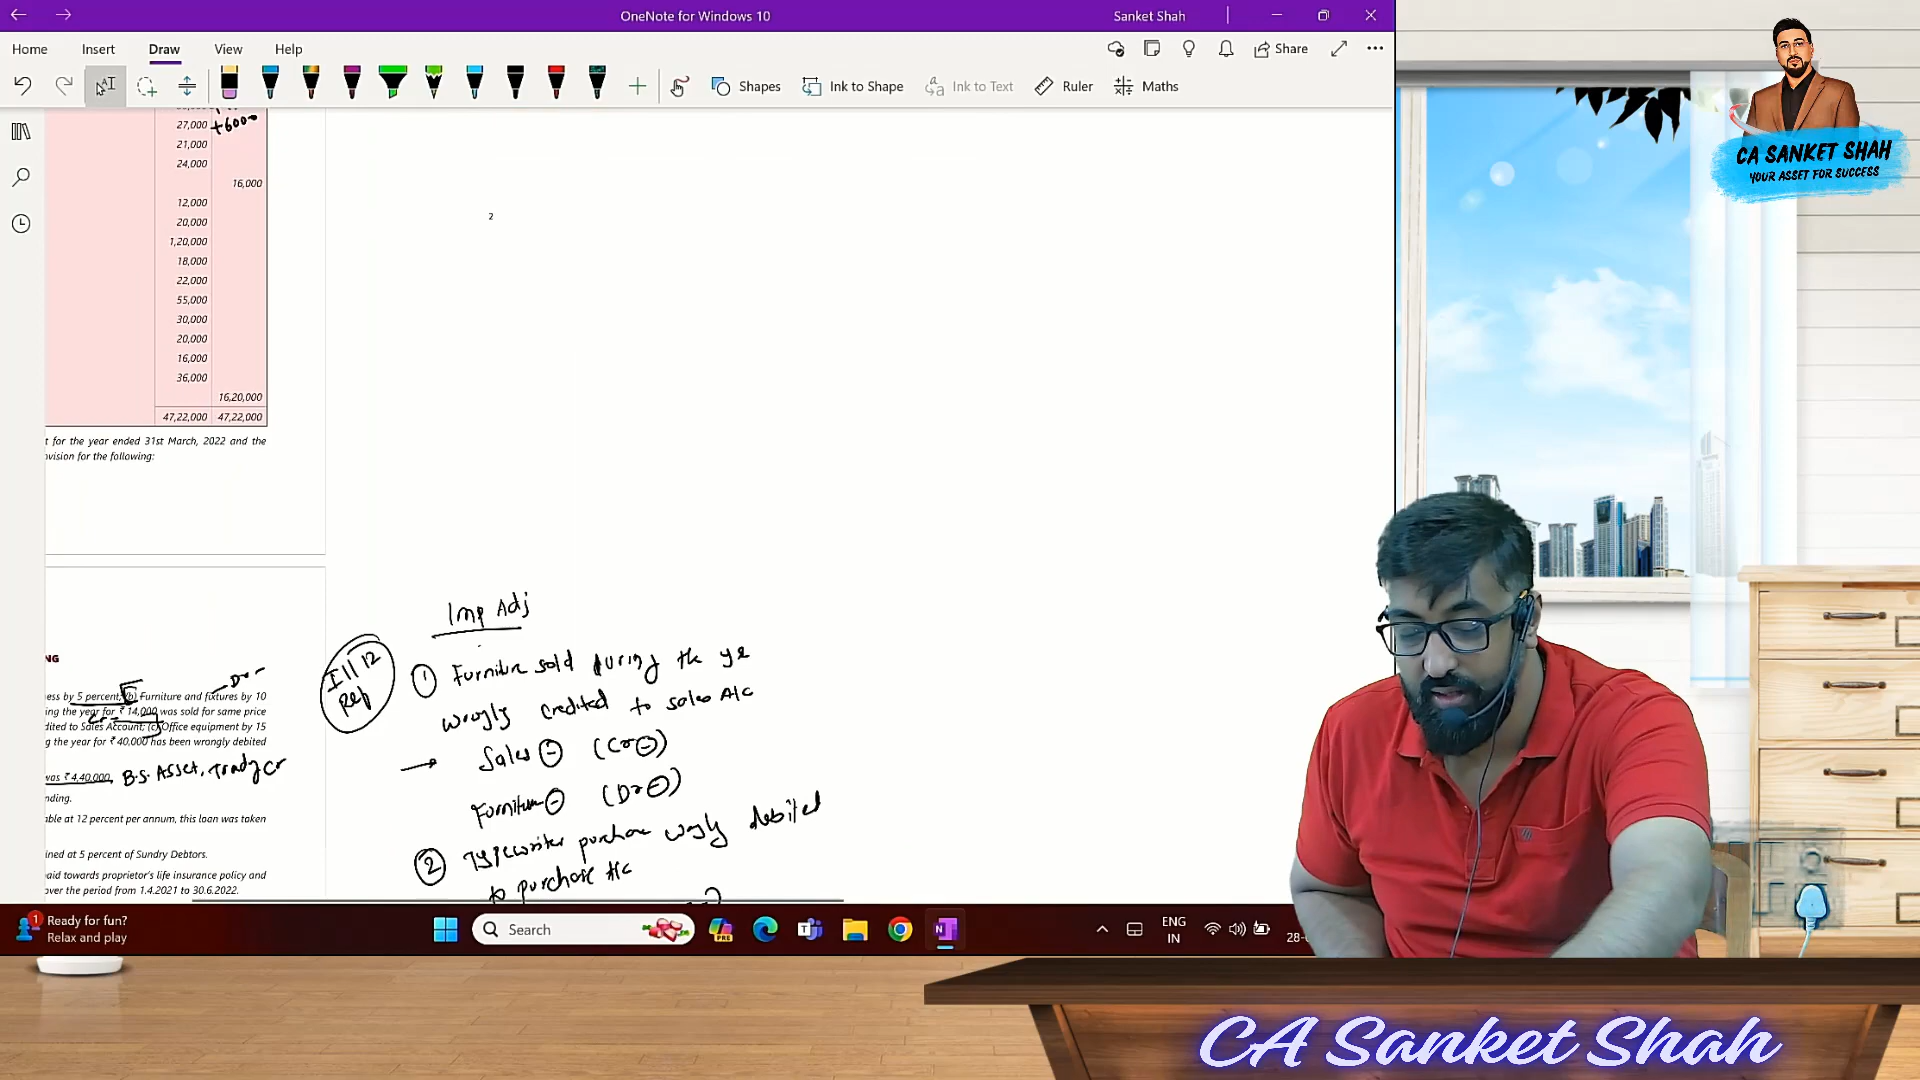 OneNote for Windows 10
Sanket Shah
Home Insert Draw View Help
Share
Shapes
Ink to Shape
Ink to Text
Ruler
Maths
27,000 +6000
21,000
24,000
16,000
12,000
20,000
1,20,000
18,000
22,000
55,000
30,000
20,000
16,000
36,000
16,20,000
47,22,000 47,22,000
t for the year ended 31st March, 2022 and the
vision for the following:
2
NG
ess by 5 percent; (b) Furniture and fixtures by 10
ing the year for ₹ 14,000 was sold for same price
dited to Sales Account; (c) Office equipment by 15
g the year for ₹ 40,000 has been wrongly debited
was ₹ 4,40,000. B.S. Asset, Trady Cr
nding.
able at 12 percent per annum, this loan was taken
ined at 5 percent of Sundry Debtors.
aid towards proprietor's life insurance policy and
over the period from 1.4.2021 to 30.6.2022.
Dr -
Cr -
Imp Adj
Ill 12
Ref
① Furniture sold during the ye
wrongly credited to sales A/c
→ Sales ⊖ (Cr ⊖)
Furniture ⊖ (Dr ⊖)
② Typewriter purchase wrongly debited
to purchase A/c
1
Ready for fun?
Relax and play
Search
PRE
ENG
IN
28-
CA SANKET SHAH
YOUR ASSET FOR SUCCESS
CA Sanket Shah